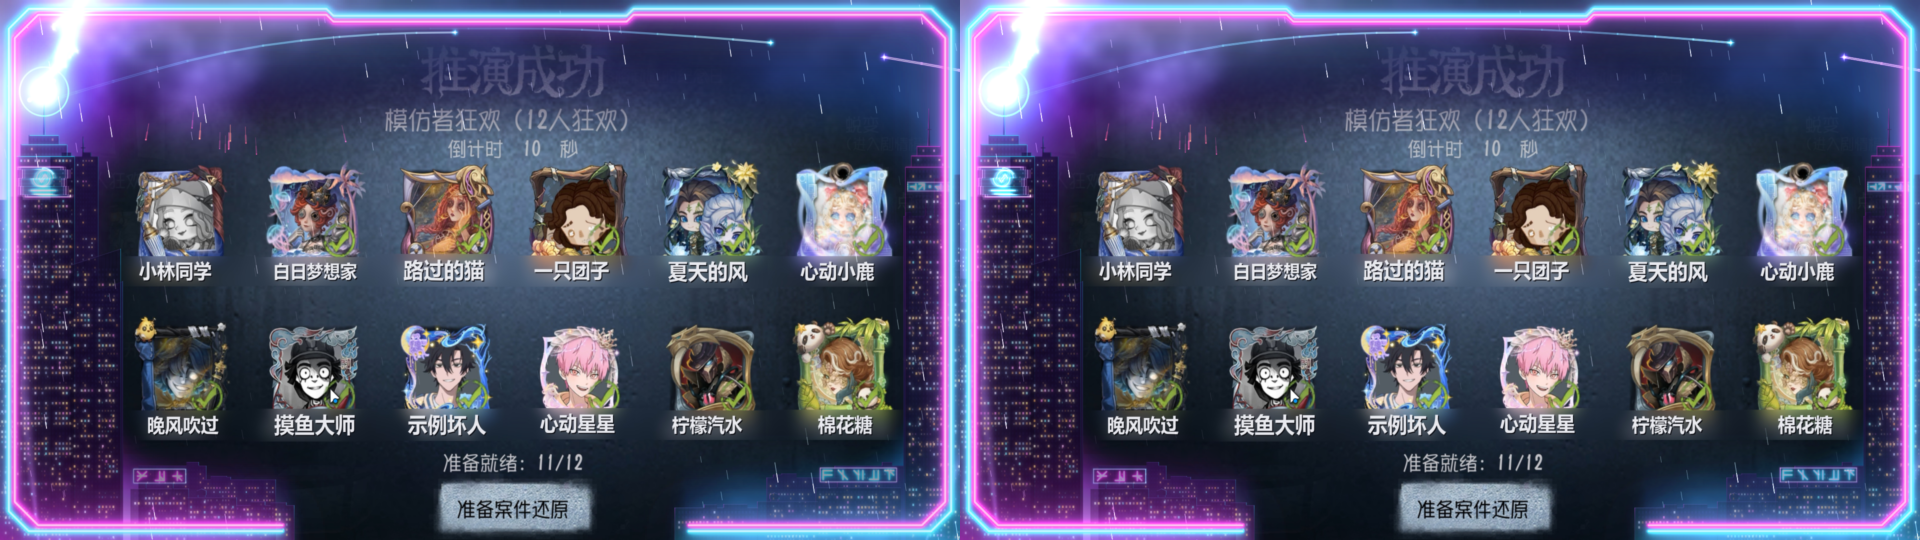 推演成功
模仿者狂欢（12人狂欢）
倒计时 10 秒
小林同学 白日梦想家 路过的猫 一只团子 夏天的风 心动小鹿
晚风吹过 摸鱼大师 示例坏人 心动星星 柠檬汽水 棉花糖
准备就绪：11/12
准备案件还原
推演成功
模仿者狂欢（12人狂欢）
倒计时 10 秒
小林同学 白日梦想家 路过的猫 一只团子 夏天的风 心动小鹿
晚风吹过 摸鱼大师 示例坏人 心动星星 柠檬汽水 棉花糖
准备就绪：11/12
准备案件还原